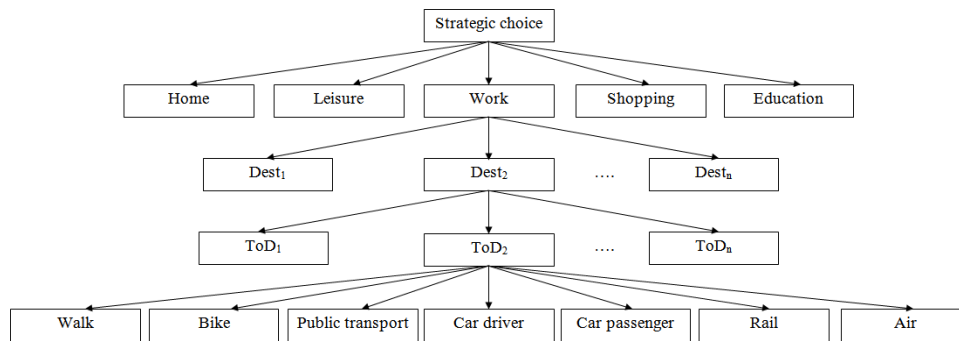 Strategic choice
Home Leisure Work Shopping Education
Dest₁ Dest₂ .... Destₙ
ToD₁ ToD₂ .... ToDₙ
Walk Bike Public transport Car driver Car passenger Rail Air